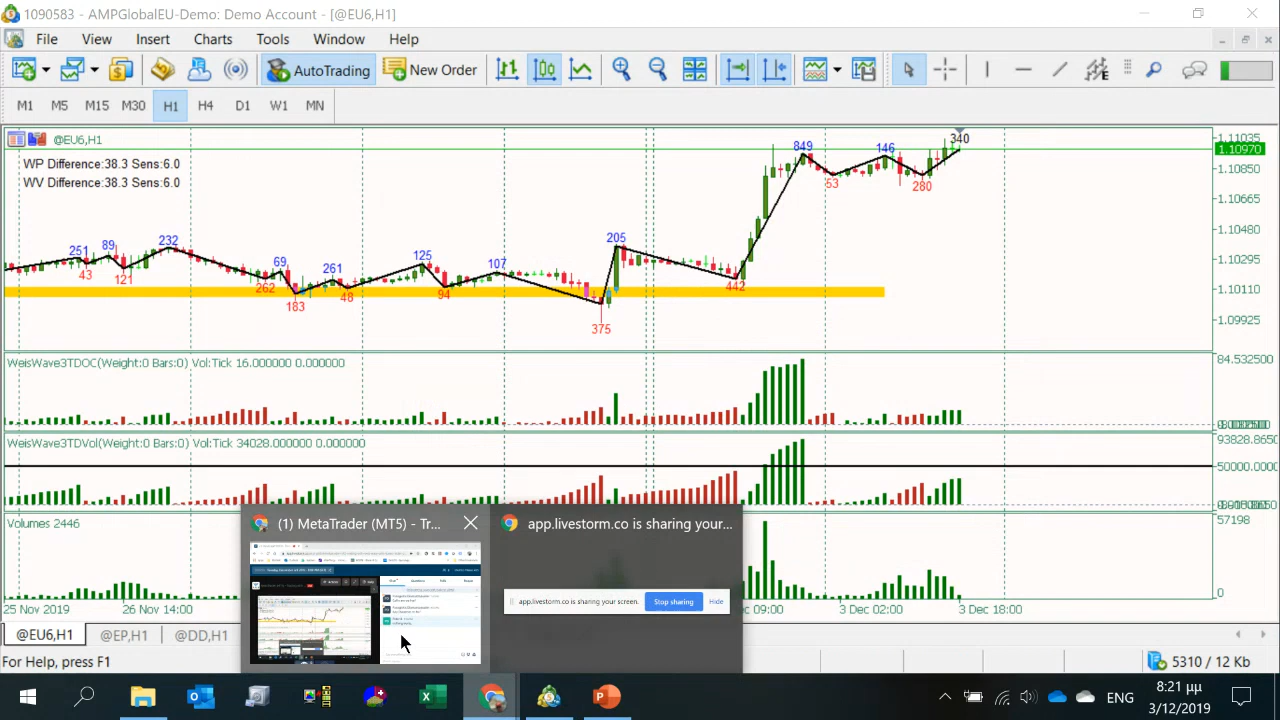 1090583 - AMPGlobalEU-Demo: Demo Account - [@EU6,H1]
File View Insert Charts Tools Window Help
AutoTrading New Order
M1 M5 M15 M30 H1 H4 D1 W1 MN
@EU6,H1
WP Difference:38.3 Sens:6.0
WV Difference:38.3 Sens:6.0
340
849 146
53 280
251 89 232
43 121
69 261 125 107 205
262 183 48 94 375 442
1.11035
1.10970
1.10850
1.10665
1.10480
1.10295
1.10110
1.09925
WeisWave3TDOC(Weight:0 Bars:0) Vol:Tick 16.000000 0.000000
84.532500
WeisWave3TDVol(Weight:0 Bars:0) Vol:Tick 34028.000000 0.000000
93828.8650
50000.0000
Volumes 2446
57198
0
(1) MetaTrader (MT5) - Tr...
app.livestorm.co is sharing your...
app.livestorm.co is sharing your screen. Stop sharing Hide
25 Nov 2019
09:00 3 Dec 02:00 3 Dec 18:00
@EU6,H1 @EP,H1 @DD,H1
For Help, press F1
5310 / 12 Kb
ENG
8:21 μμ
3/12/2019